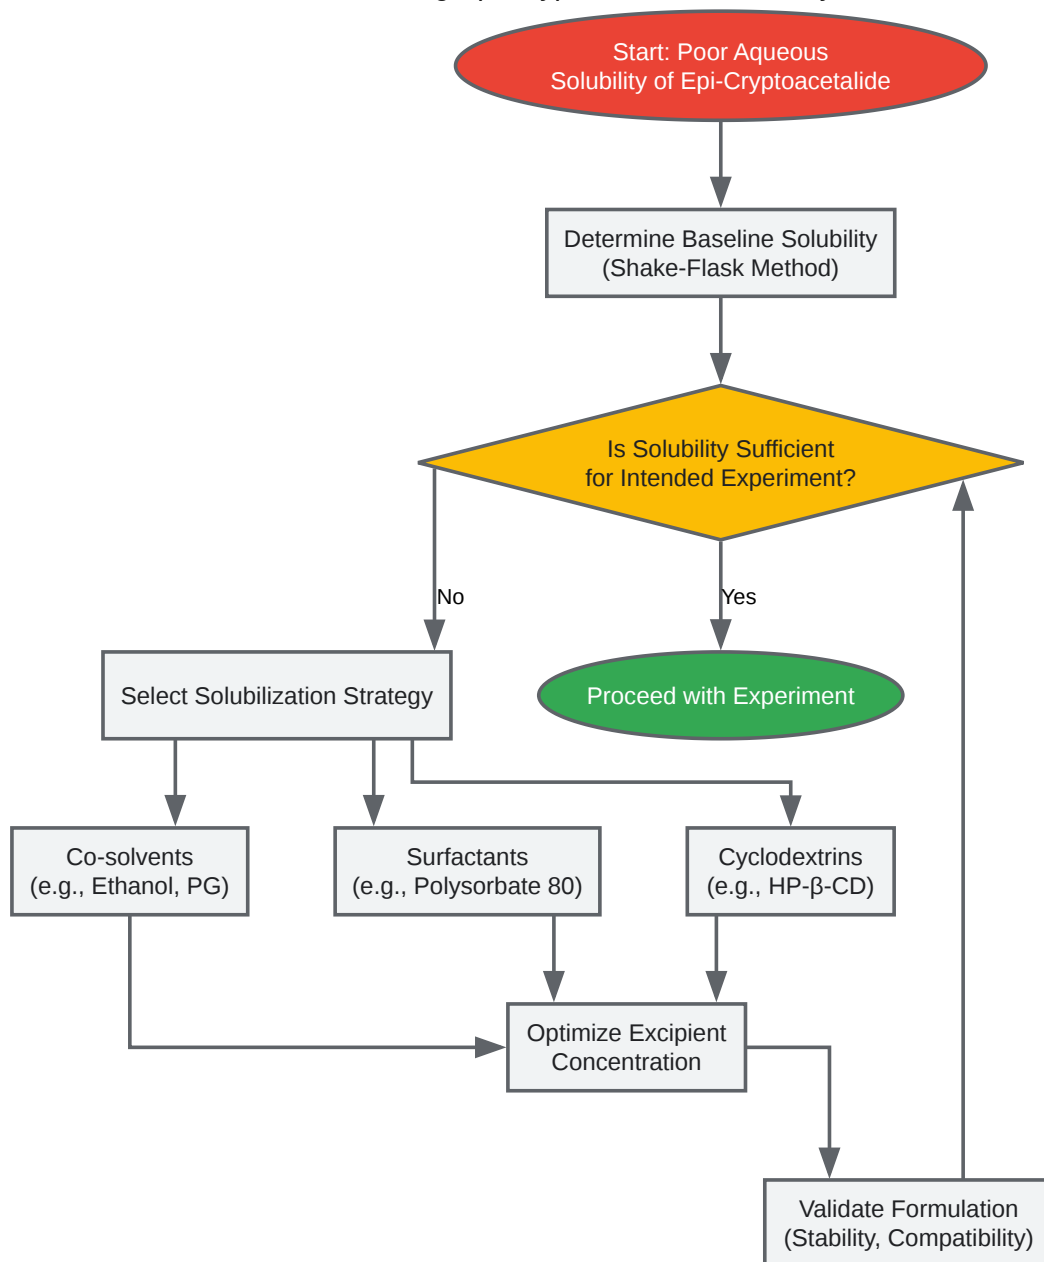 Start: Poor Aqueous
Solubility of Epi-Cryptoacetalide
Determine Baseline Solubility
(Shake-Flask Method)
Is Solubility Sufficient
for Intended Experiment?
No
Yes
Select Solubilization Strategy
Proceed with Experiment
Co-solvents
(e.g., Ethanol, PG)
Surfactants
(e.g., Polysorbate 80)
Cyclodextrins
(e.g., HP-β-CD)
Optimize Excipient
Concentration
Validate Formulation
(Stability, Compatibility)